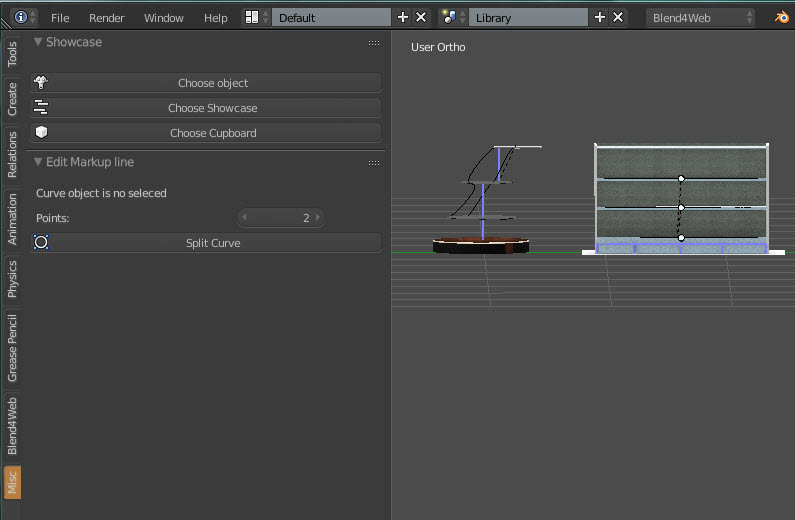 File Render Window Help Default Library Blend4Web
Showcase
User Ortho
Choose object
Choose Showcase
Choose Cupboard
Edit Markup line
Curve object is no seleced
Points: 2
Split Curve
Tools
Create
Relations
Animation
Physics
Grease Pencil
Blend4Web
Misc